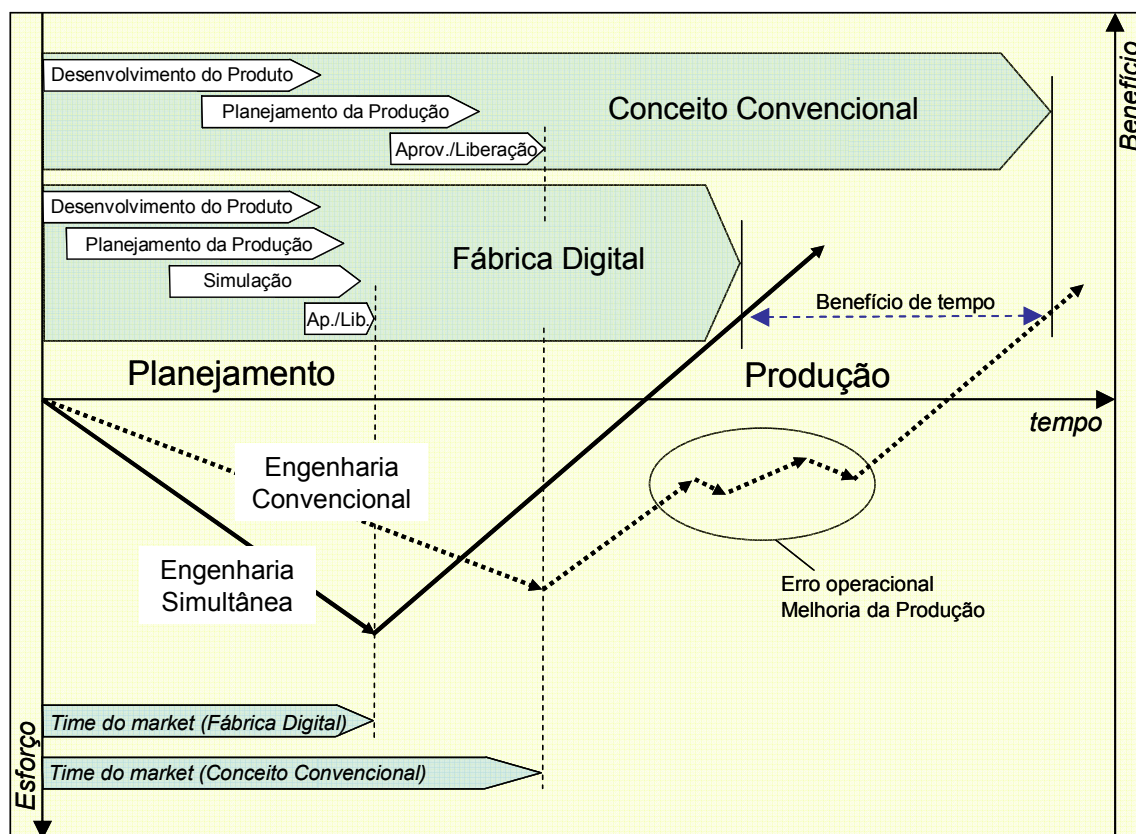 Desenvolvimento do Produto
Planejamento da Produção
Aprov./Liberação
Conceito Convencional
Benefício
Desenvolvimento do Produto
Planejamento da Produção
Simulação
Ap./Lib.
Fábrica Digital
Benefício de tempo
Planejamento
Produção
tempo
Engenharia
Convencional
Engenharia
Simultânea
Erro operacional
Melhoria da Produção
Time do market (Fábrica Digital)
Time do market (Conceito Convencional)
Esforço